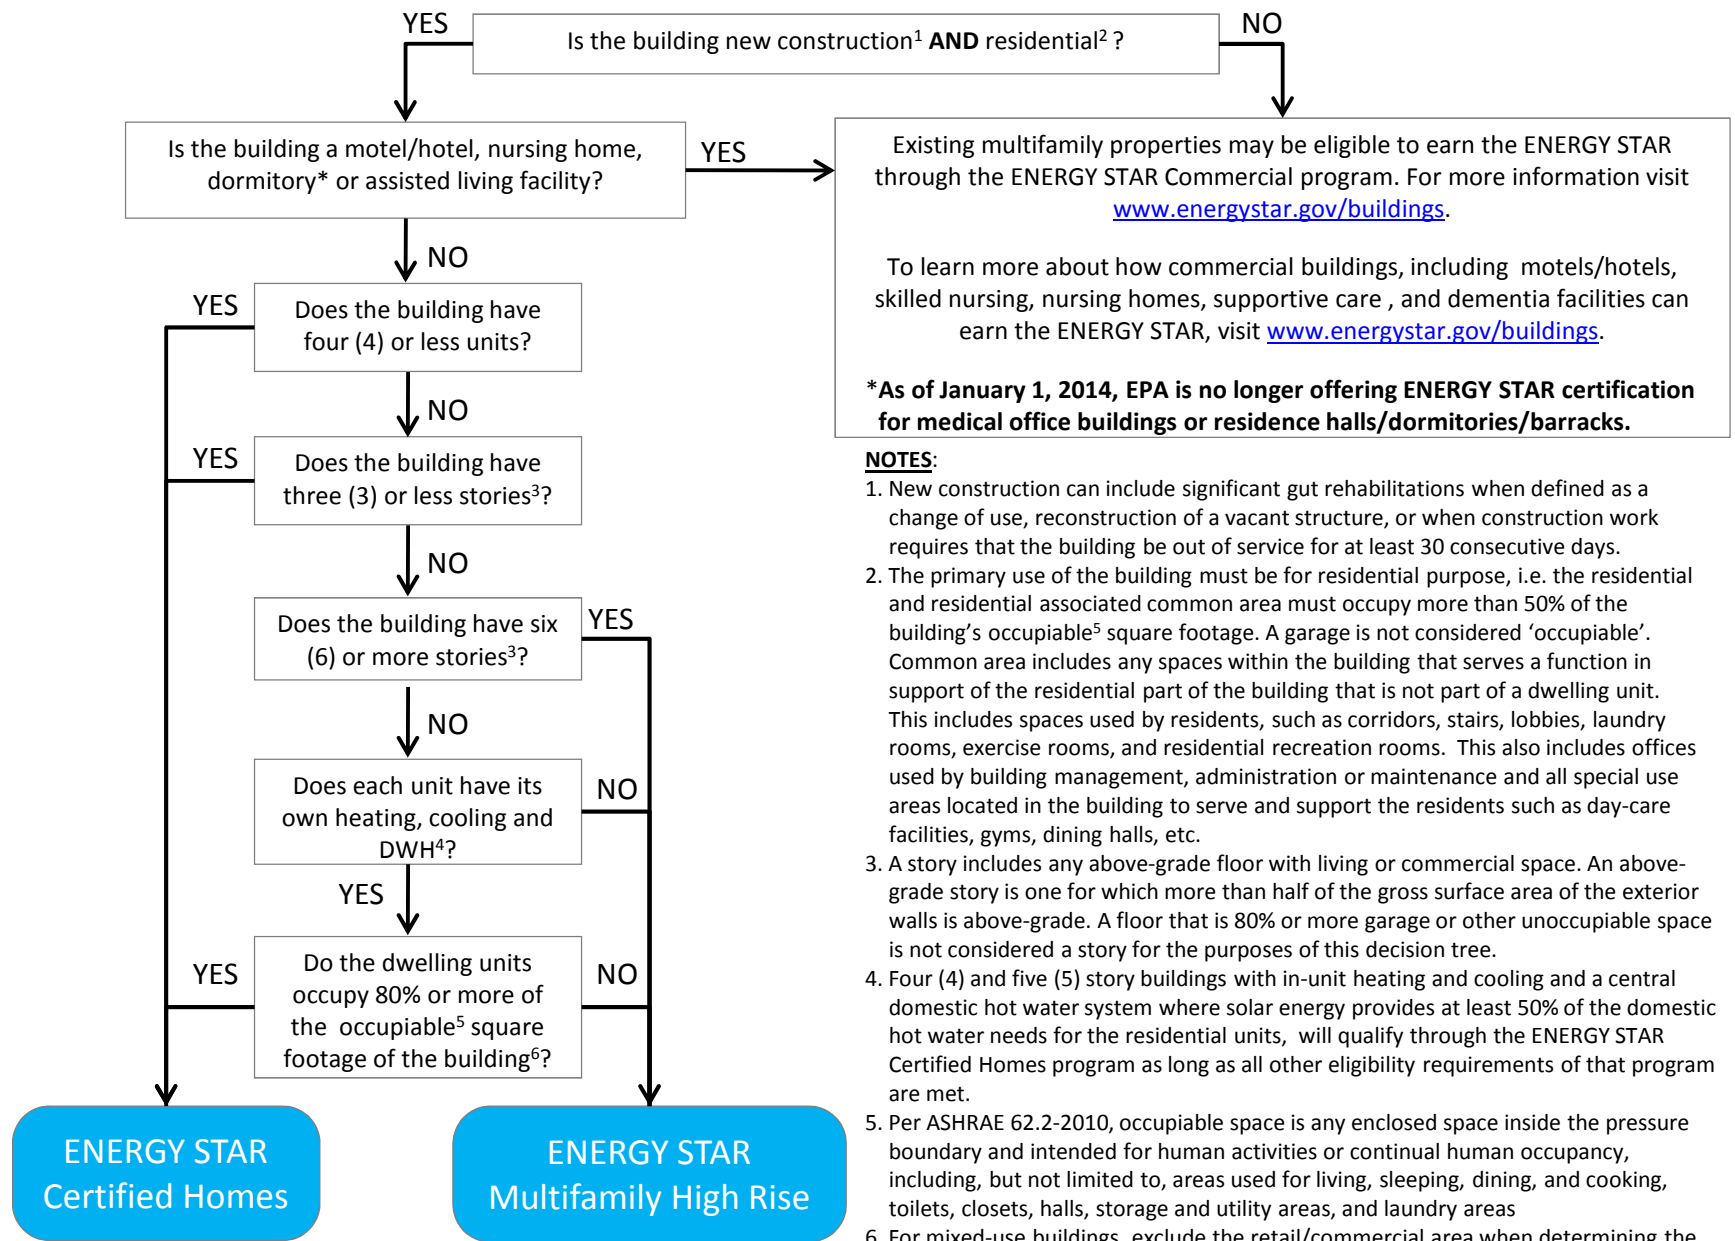 YES
Is the building new construction¹ AND residential² ?
NO
Is the building a motel/hotel, nursing home,
dormitory* or assisted living facility?
YES
Existing multifamily properties may be eligible to earn the ENERGY STAR
through the ENERGY STAR Commercial program. For more information visit
www.energystar.gov/buildings.
To learn more about how commercial buildings, including motels/hotels,
skilled nursing, nursing homes, supportive care , and dementia facilities can
earn the ENERGY STAR, visit www.energystar.gov/buildings.
*As of January 1, 2014, EPA is no longer offering ENERGY STAR certification
for medical office buildings or residence halls/dormitories/barracks.
NO
YES
Does the building have
four (4) or less units?
NO
YES
Does the building have
three (3) or less stories³?
NO
Does the building have six
(6) or more stories³?
YES
NO
Does each unit have its
own heating, cooling and
DWH⁴?
NO
YES
YES
Do the dwelling units
occupy 80% or more of
the occupiable⁵ square
footage of the building⁶?
NO
ENERGY STAR
Certified Homes
ENERGY STAR
Multifamily High Rise
NOTES:
1. New construction can include significant gut rehabilitations when defined as a
change of use, reconstruction of a vacant structure, or when construction work
requires that the building be out of service for at least 30 consecutive days.
2. The primary use of the building must be for residential purpose, i.e. the residential
and residential associated common area must occupy more than 50% of the
building’s occupiable⁵ square footage. A garage is not considered ‘occupiable’.
Common area includes any spaces within the building that serves a function in
support of the residential part of the building that is not part of a dwelling unit.
This includes spaces used by residents, such as corridors, stairs, lobbies, laundry
rooms, exercise rooms, and residential recreation rooms. This also includes offices
used by building management, administration or maintenance and all special use
areas located in the building to serve and support the residents such as day-care
facilities, gyms, dining halls, etc.
3. A story includes any above-grade floor with living or commercial space. An above-
grade story is one for which more than half of the gross surface area of the exterior
walls is above-grade. A floor that is 80% or more garage or other unoccupiable space
is not considered a story for the purposes of this decision tree.
4. Four (4) and five (5) story buildings with in-unit heating and cooling and a central
domestic hot water system where solar energy provides at least 50% of the domestic
hot water needs for the residential units, will qualify through the ENERGY STAR
Certified Homes program as long as all other eligibility requirements of that program
are met.
5. Per ASHRAE 62.2-2010, occupiable space is any enclosed space inside the pressure
boundary and intended for human activities or continual human occupancy,
including, but not limited to, areas used for living, sleeping, dining, and cooking,
toilets, closets, halls, storage and utility areas, and laundry areas
6. For mixed-use buildings, exclude the retail/commercial area when determining the